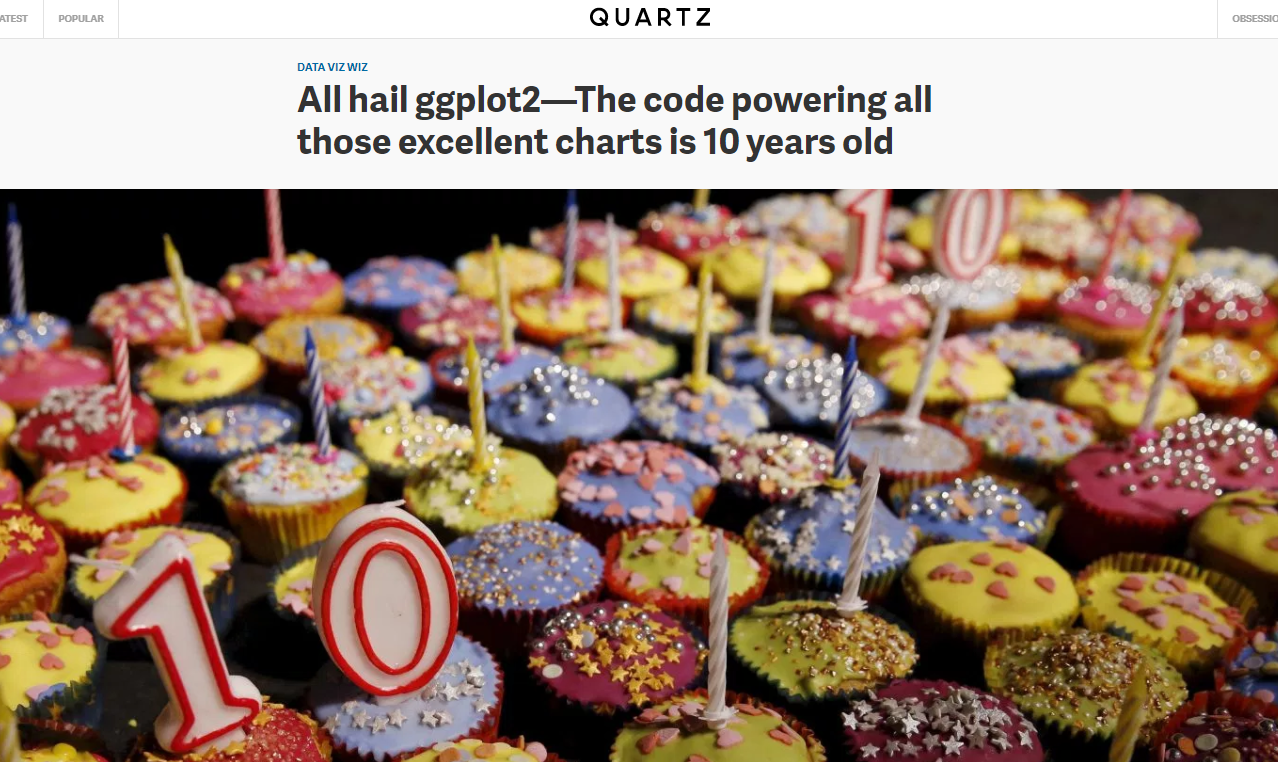 ATEST
POPULAR
QUARTZ
OBSESSIO
DATA VIZ WIZ
All hail ggplot2—The code powering all
those excellent charts is 10 years old
10
10